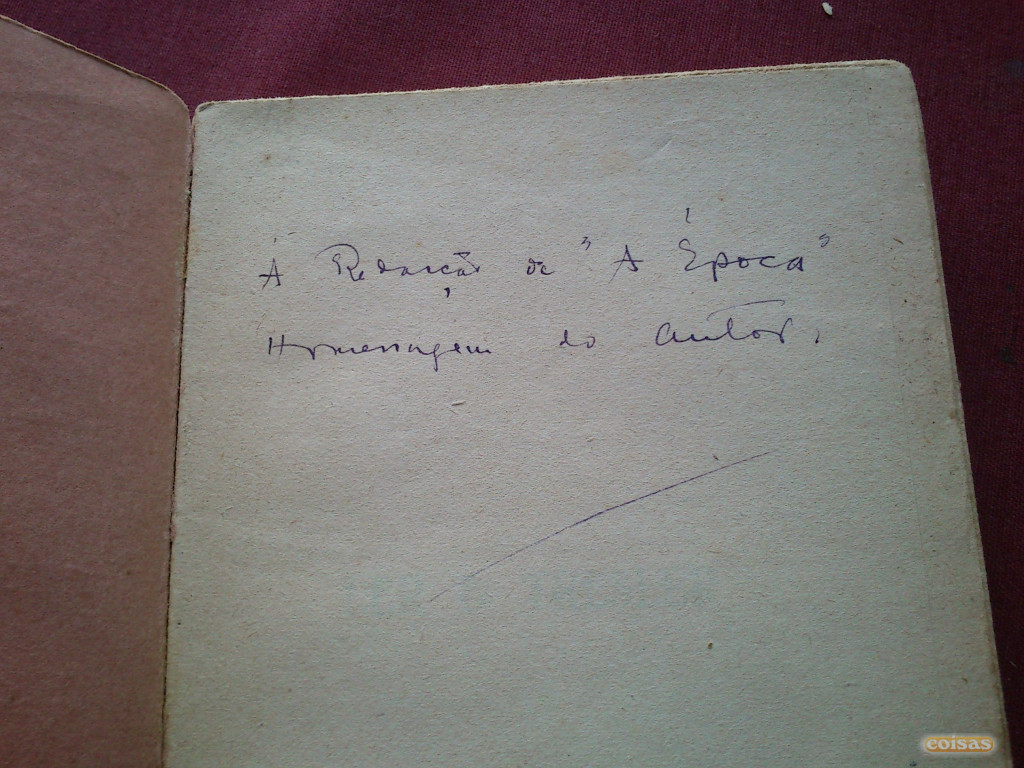 À Redacção de "A Época"
Homenagem do autor.
coisas